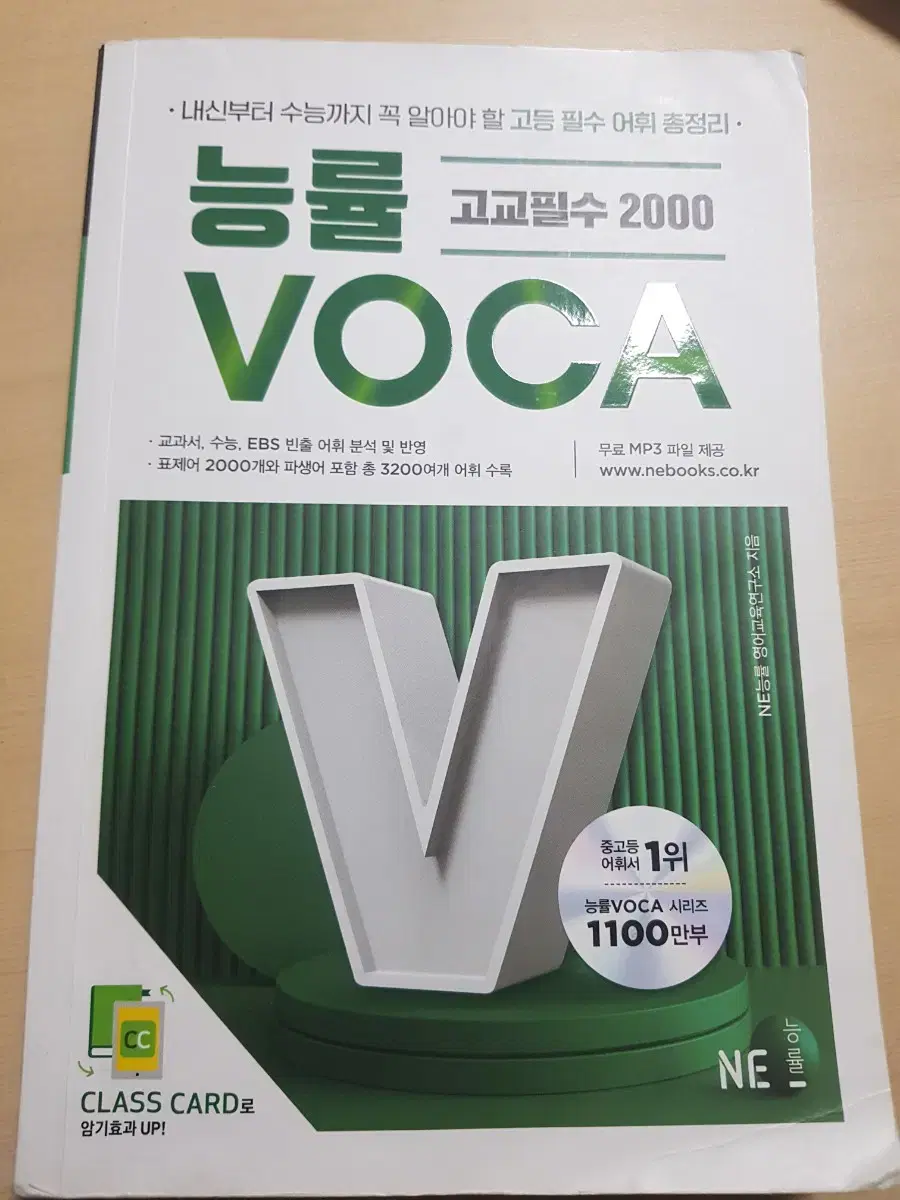 · 내신부터 수능까지 꼭 알아야 할 고등 필수 어휘 총정리 ·
능률
고교필수 2000
VOCA
· 교과서, 수능, EBS 빈출 어휘 분석 및 반영
· 표제어 2000개와 파생어 포함 총 3200여개 어휘 수록
무료 MP3 파일 제공
www.nebooks.co.kr
NE능률 영어교육연구소 지음
V
중고등
어휘서 1위
능률VOCA 시리즈
1100만부
CC
CLASS CARD로
암기효과 UP!
NE 능률